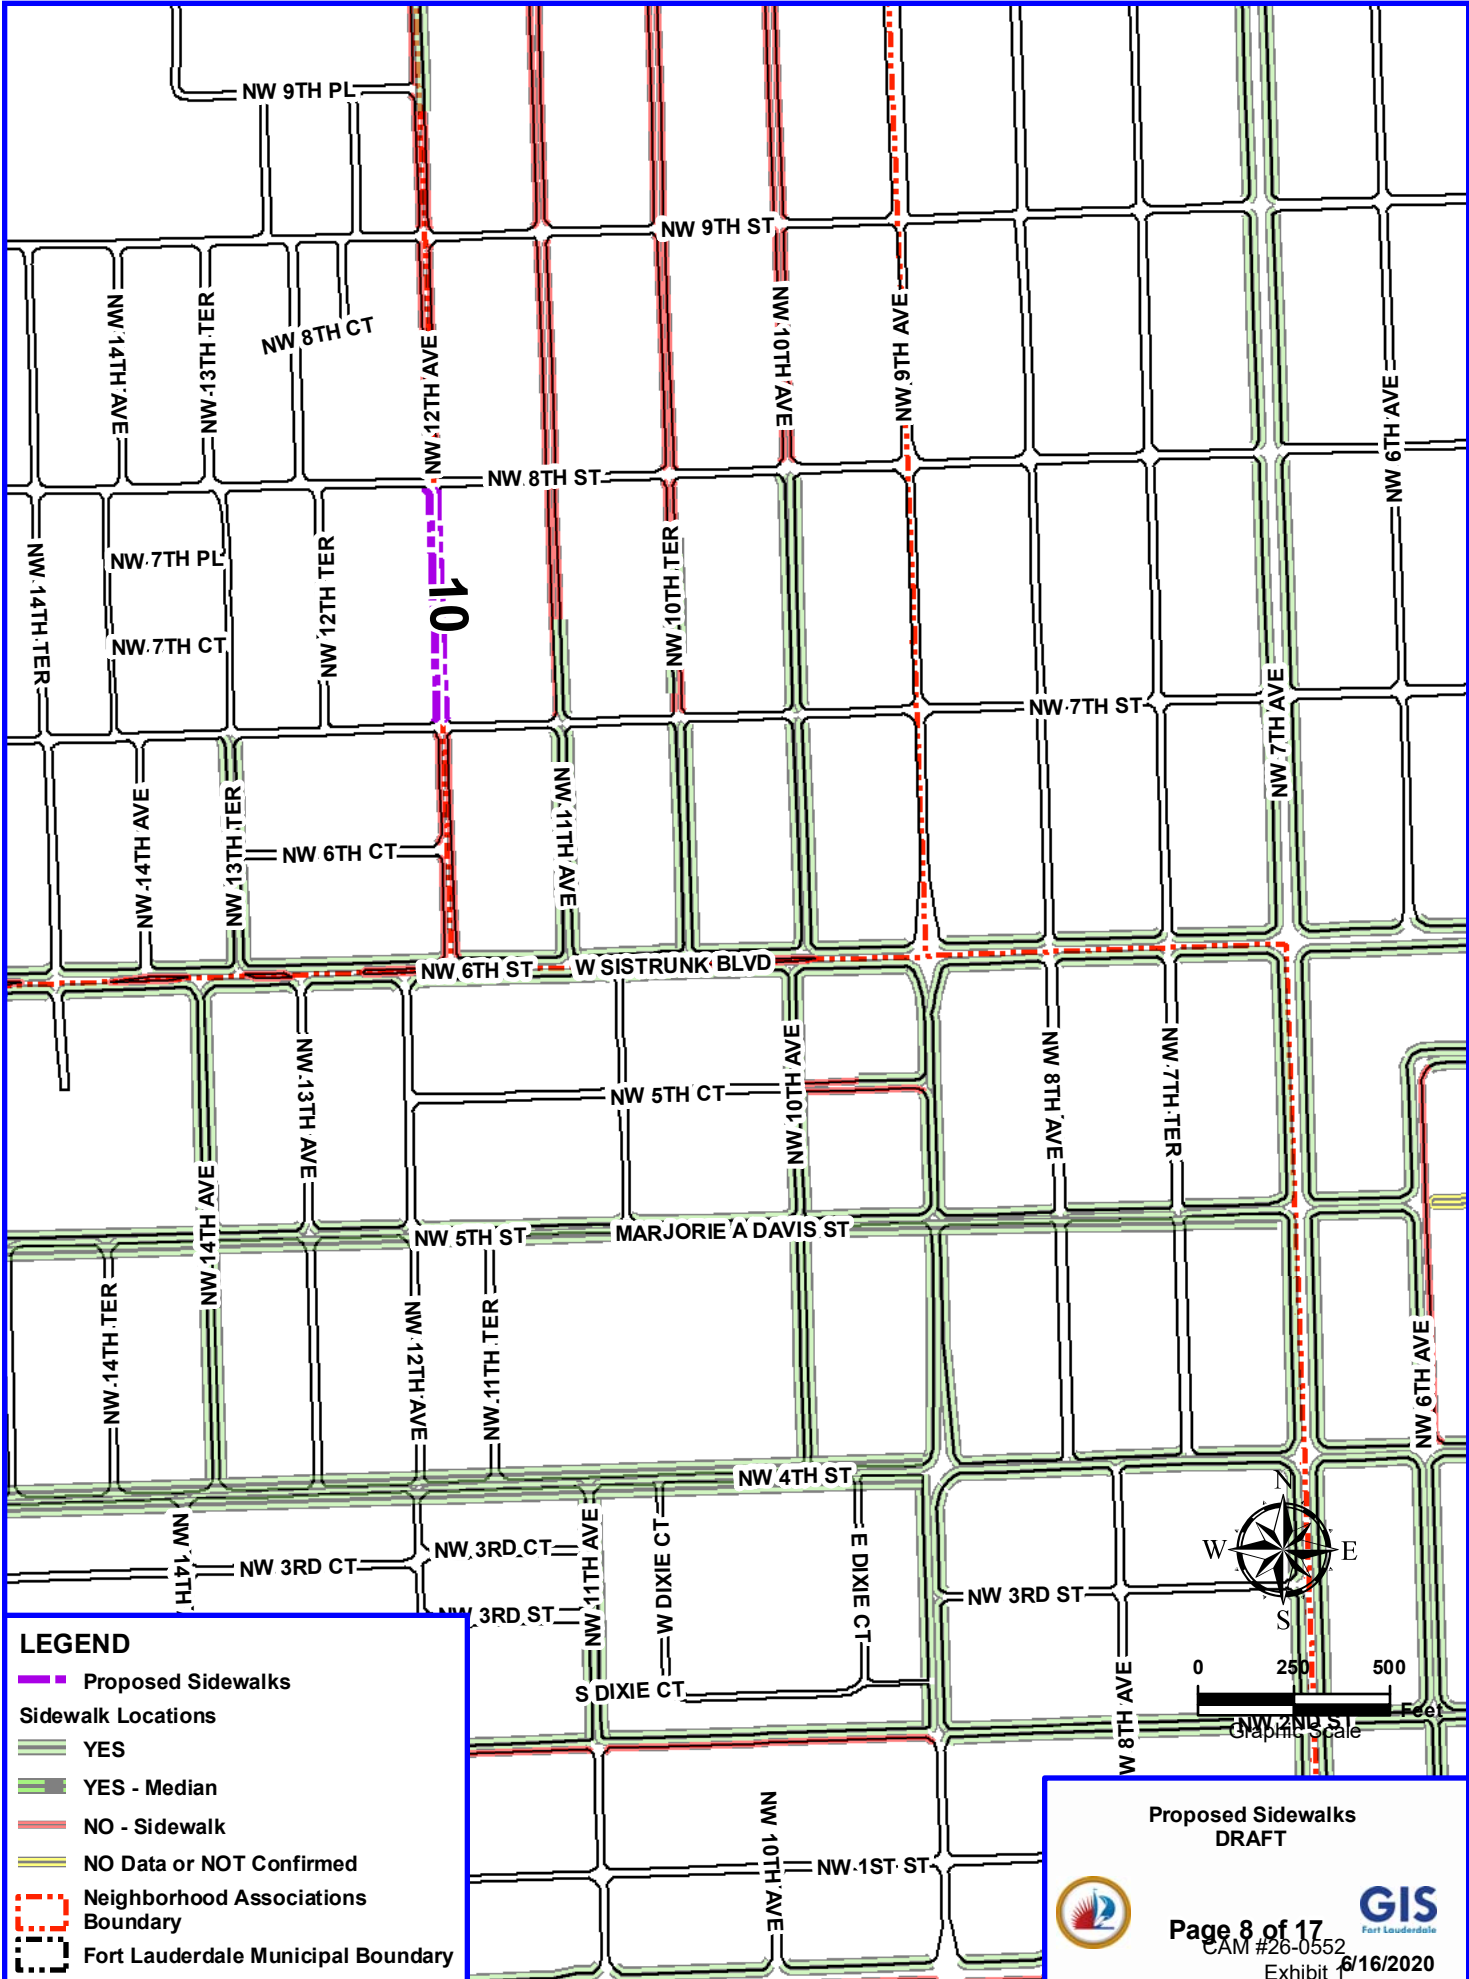 NW 9TH PL
NW 9TH ST
NW 14TH AVE
NW 13TH TER
NW 8TH CT
NW 12TH AVE
NW 10TH AVE
NW 9TH AVE
NW 6TH AVE
NW 8TH ST
NW 14TH TER
NW 7TH PL
NW 7TH CT
NW 12TH TER
10
NW 10TH TER
NW 7TH ST
NW 7TH AVE
NW 14TH AVE
NW 13TH TER
NW 6TH CT
NW 11TH AVE
NW 6TH ST
W SISTRUNK BLVD
NW 13TH AVE
NW 5TH CT
NW 10TH AVE
NW 8TH AVE
NW 7TH TER
NW 14TH AVE
NW 5TH ST
MARJORIE A DAVIS ST
NW 14TH TER
NW 12TH AVE
NW 11TH TER
NW 6TH AVE
NW 4TH ST
N
W
E
S
NW 14TH
NW 3RD CT
NW 3RD CT
NW 11TH AVE
W DIXIE CT
E DIXIE CT
NW 3RD ST
NW 3RD ST
S DIXIE CT
W 8TH AVE
0 250 500
Feet
NW 2ND ST
Graphic Scale
NW 10TH AVE
NW 1ST ST
LEGEND
Proposed Sidewalks
Sidewalk Locations
YES
YES - Median
NO - Sidewalk
NO Data or NOT Confirmed
Neighborhood Associations
Boundary
Fort Lauderdale Municipal Boundary
Proposed Sidewalks
DRAFT
GIS
Fort Lauderdale
Page 8 of 17
CAM #26-0552
6/16/2020
Exhibit 1